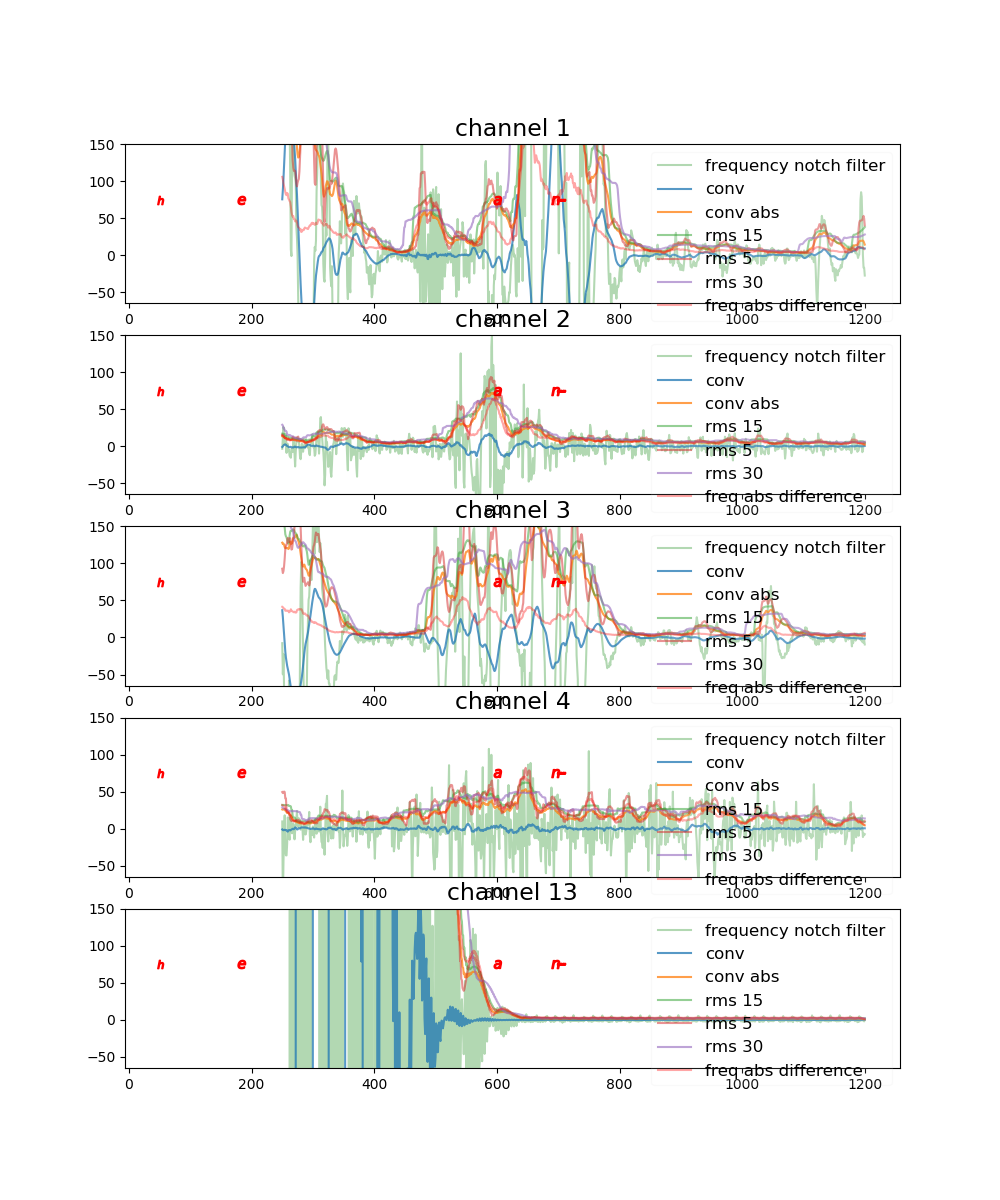 channel 1
150
100
50
0
−50
0 200 400 600 800 1000 1200
h e a n-
frequency notch filter
conv
conv abs
rms 15
rms 5
rms 30
freq abs difference
channel 2
150
100
50
0
−50
0 200 400 600 800 1000 1200
h e a n-
frequency notch filter
conv
conv abs
rms 15
rms 5
rms 30
freq abs difference
channel 3
150
100
50
0
−50
0 200 400 600 800 1000 1200
h e a n-
frequency notch filter
conv
conv abs
rms 15
rms 5
rms 30
freq abs difference
channel 4
150
100
50
0
−50
0 200 400 600 800 1000 1200
h e a n-
frequency notch filter
conv
conv abs
rms 15
rms 5
rms 30
freq abs difference
channel 13
150
100
50
0
−50
0 200 400 600 800 1000 1200
h e a n-
frequency notch filter
conv
conv abs
rms 15
rms 5
rms 30
freq abs difference